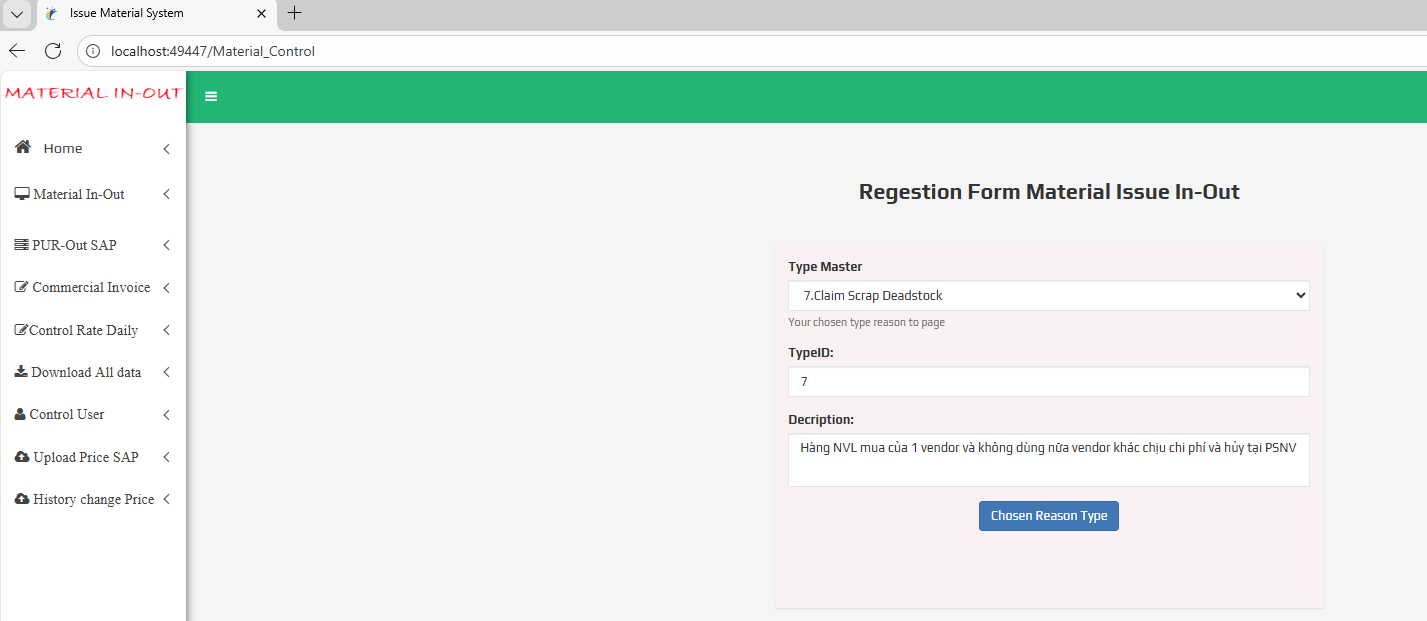 Issue Material System
localhost:49447/Material_Control
MATERIAL IN-OUT
Home
Material In-Out
PUR-Out SAP
Commercial Invoice
Control Rate Daily
Download All data
Control User
Upload Price SAP
History change Price
Regestion Form Material Issue In-Out
Type Master
7.Claim Scrap Deadstock
Your chosen type reason to page
TypeID:
7
Decription:
Hàng NVL mua của 1 vendor và không dùng nữa vendor khác chịu chi phí và hủy tại PSNV
Chosen Reason Type